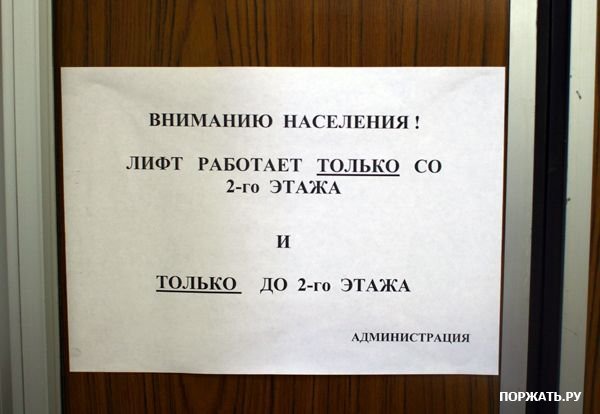 ВНИМАНИЮ НАСЕЛЕНИЯ !
ЛИФТ РАБОТАЕТ ТОЛЬКО СО
2-го ЭТАЖА
И
ТОЛЬКО ДО 2-го ЭТАЖА
АДМИНИСТРАЦИЯ
ПОРЖАТЬ.РУ